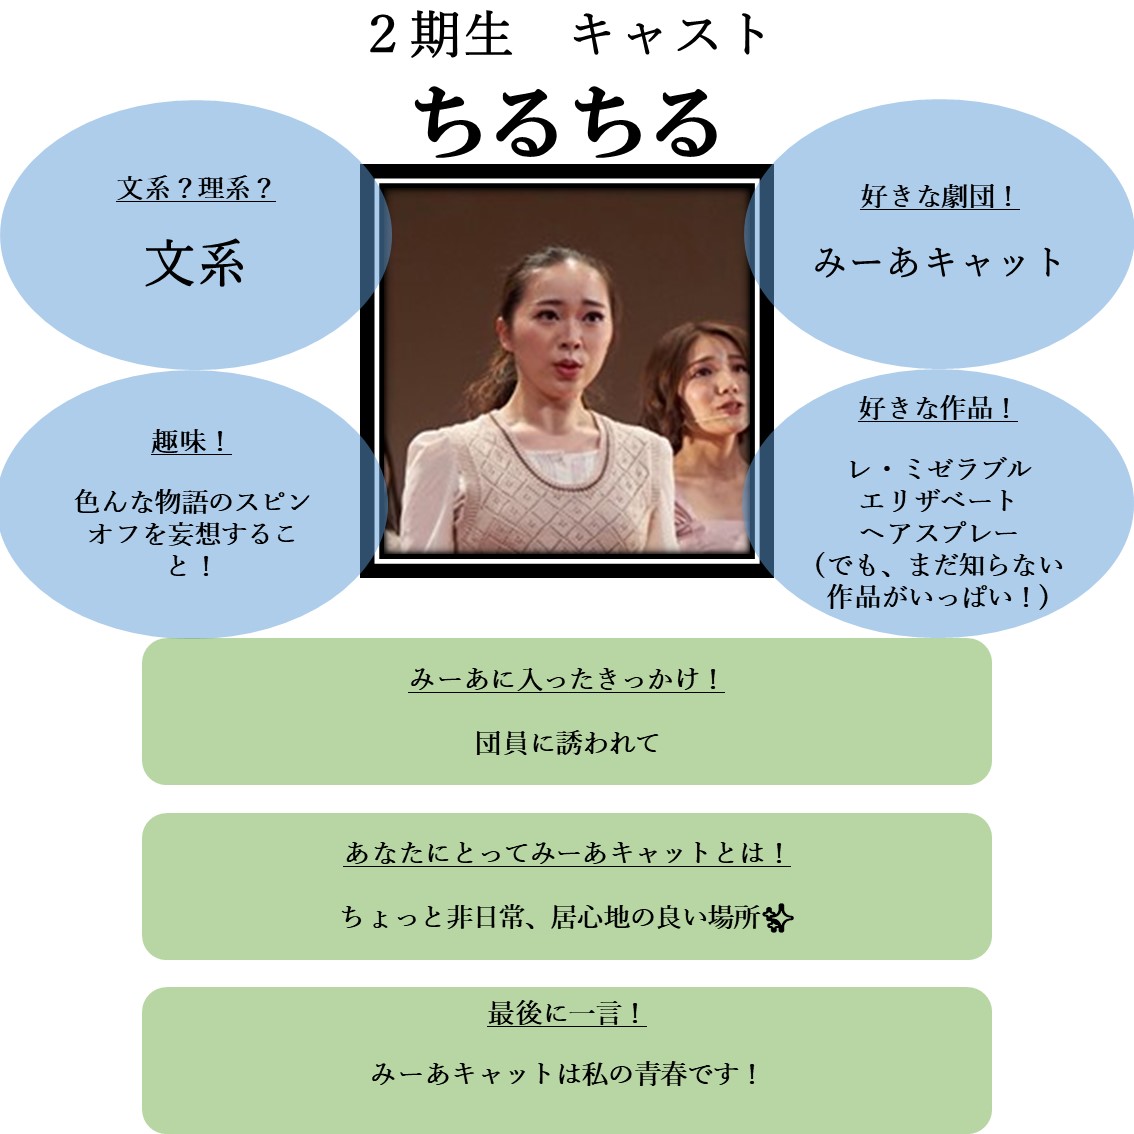 ２期生　キャスト
ちるちる
文系？理系？
文系
好きな劇団！
みーあキャット
趣味！
色んな物語のスピン
オフを妄想するこ
と！
好きな作品！
レ・ミゼラブル
エリザベート
ヘアスプレー
（でも、まだ知らない
作品がいっぱい！）
みーあに入ったきっかけ！
団員に誘われて
あなたにとってみーあキャットとは！
ちょっと非日常、居心地の良い場所✨
最後に一言！
みーあキャットは私の青春です！